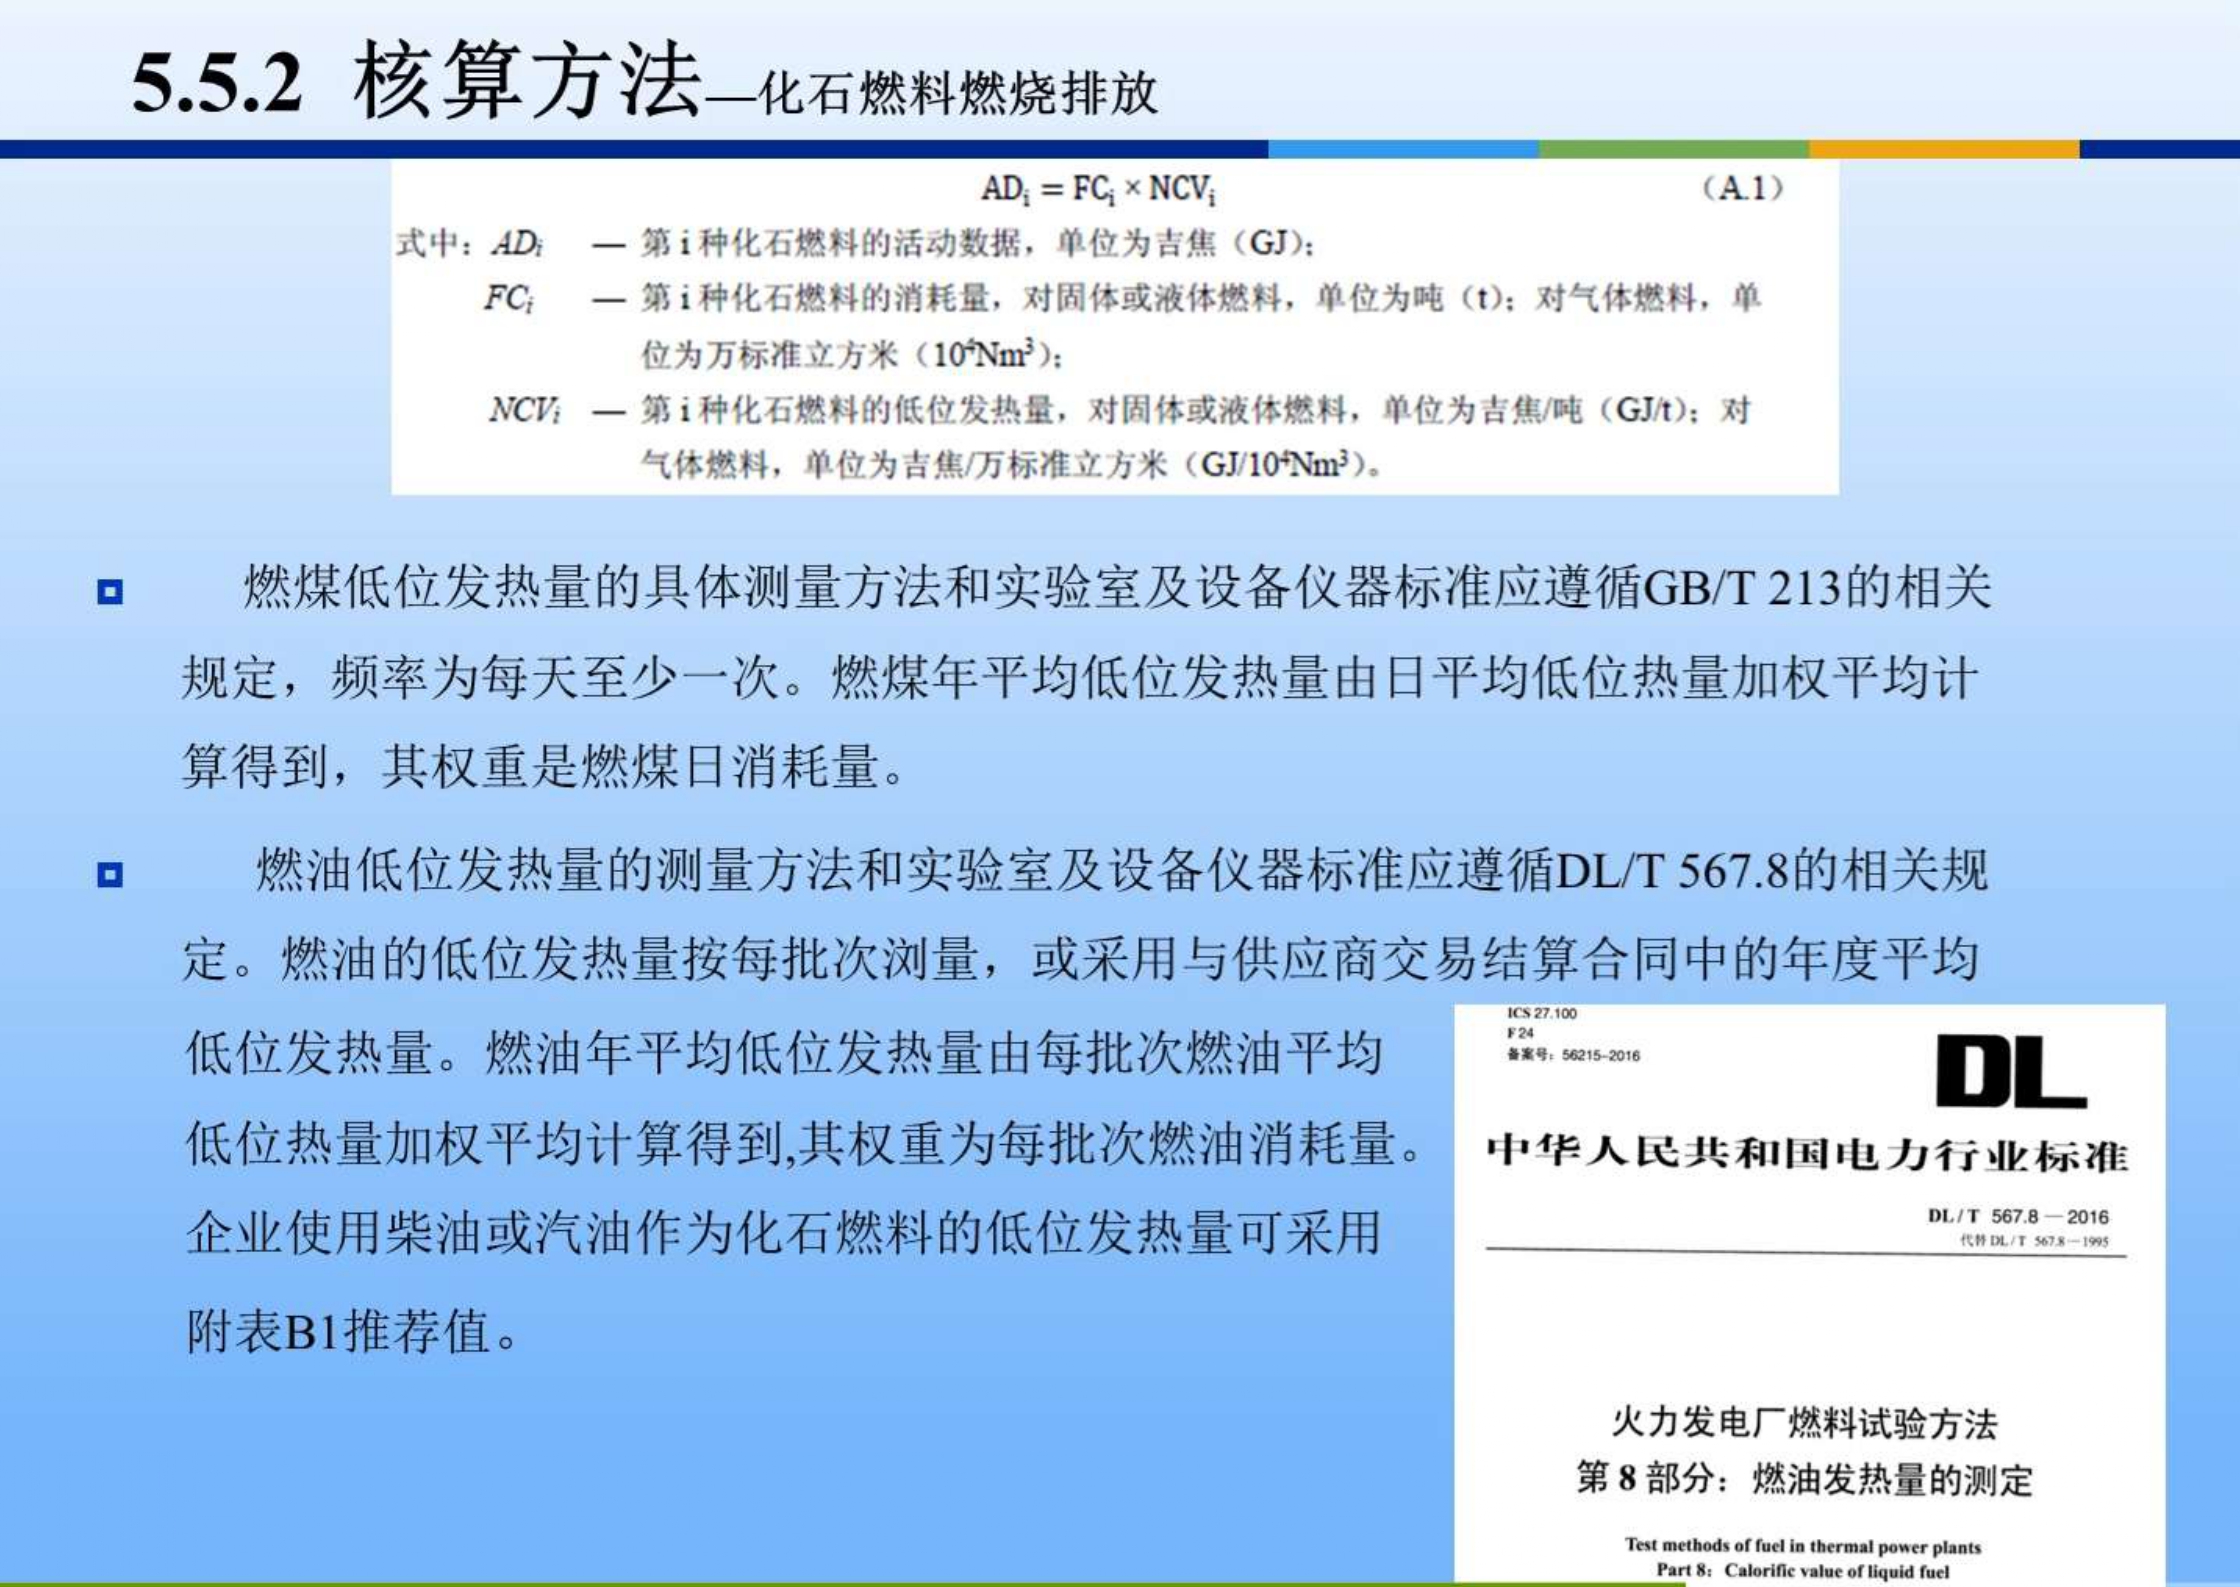 5.5.2 核算方法—化石燃料燃烧排放
ADi = FCi × NCVi （A.1）
式中：ADi — 第 i 种化石燃料的活动数据，单位为吉焦（GJ）；
FCi — 第 i 种化石燃料的消耗量，对固体或液体燃料，单位为吨（t）；对气体燃料，单
位为万标准立方米（10⁴Nm³）；
NCVi — 第 i 种化石燃料的低位发热量，对固体或液体燃料，单位为吉焦/吨（GJ/t）；对
气体燃料，单位为吉焦/万标准立方米（GJ/10⁴Nm³）。
燃煤低位发热量的具体测量方法和实验室及设备仪器标准应遵循GB/T 213的相关
规定，频率为每天至少一次。燃煤年平均低位发热量由日平均低位热量加权平均计
算得到，其权重是燃煤日消耗量。
燃油低位发热量的测量方法和实验室及设备仪器标准应遵循DL/T 567.8的相关规
定。燃油的低位发热量按每批次浏量，或采用与供应商交易结算合同中的年度平均
低位发热量。燃油年平均低位发热量由每批次燃油平均
低位热量加权平均计算得到,其权重为每批次燃油消耗量。
企业使用柴油或汽油作为化石燃料的低位发热量可采用
附表B1推荐值。
ICS 27.100
F 24
备案号：56215-2016
DL
中华人民共和国电力行业标准
DL/T 567.8 — 2016
代替 DL/T 567.8—1995
火力发电厂燃料试验方法
第 8 部分：燃油发热量的测定
Test methods of fuel in thermal power plants
Part 8：Calorific value of liquid fuel